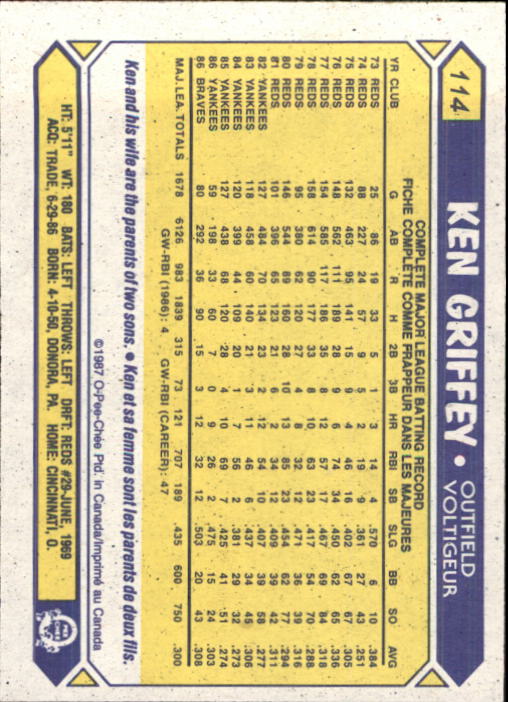 114 KEN GRIFFEY • OUTFIELD
VOLTIGEUR
COMPLETE MAJOR LEAGUE BATTING RECORD
FICHE COMPLÈTE COMME FRAPPEUR DANS LES MAJEURES
YR CLUB G AB R H 2B 3B HR RBI SB SLG BB SO AVG
73 REDS 25 86 19 33 5 1 3 14 4 .570 6 10 .384
74 REDS 88 227 24 57 9 5 2 19 9 .361 27 43 .251
75 REDS 132 463 95 141 15 9 4 46 16 .402 67 67 .305
76 REDS 148 562 111 189 28 9 6 74 34 .450 62 65 .336
77 REDS 154 585 117 186 35 8 12 57 17 .467 69 84 .318
78 REDS 158 614 90 177 33 8 10 63 23 .417 54 70 .288
79 REDS 95 380 62 120 27 4 8 32 12 .471 36 39 .316
80 REDS 146 544 89 160 28 10 13 85 23 .454 62 77 .294
81 REDS 101 396 65 123 21 6 2 34 12 .409 39 42 .311
82 YANKEES 127 484 70 134 23 2 12 54 10 .407 39 58 .277
83 YANKEES 118 458 60 140 21 3 11 46 6 .437 34 45 .306
84 YANKEES 120 399 44 109 20 1 7 56 2 .381 29 32 .273
85 YANKEES 127 438 68 120 28 4 10 69 7 .425 41 51 .274
86 YANKEES 59 198 33 60 7 0 9 26 2 .475 15 24 .303
86 BRAVES 80 292 36 90 15 3 12 32 12 .503 20 43 .308
MAJ. LEA. TOTALS 1678 6126 983 1839 315 73 121 707 189 .435 600 750 .300
GW-RBI (1986): 4 GW-RBI (CAREER): 47
Ken and his wife are the parents of two sons. • Ken et sa femme sont les parents de deux fils.
©1987 O-Pee-Chee Ptd. in Canada/Imprimé au Canada
HT: 5'11" WT: 180 BATS: LEFT THROWS: LEFT DRFT: REDS #29-JUNE, 1969
ACQ: TRADE, 6-29-86 BORN: 4-10-50, DONORA, PA. HOME: CINCINNATI, O.
O-PEE-CHEE